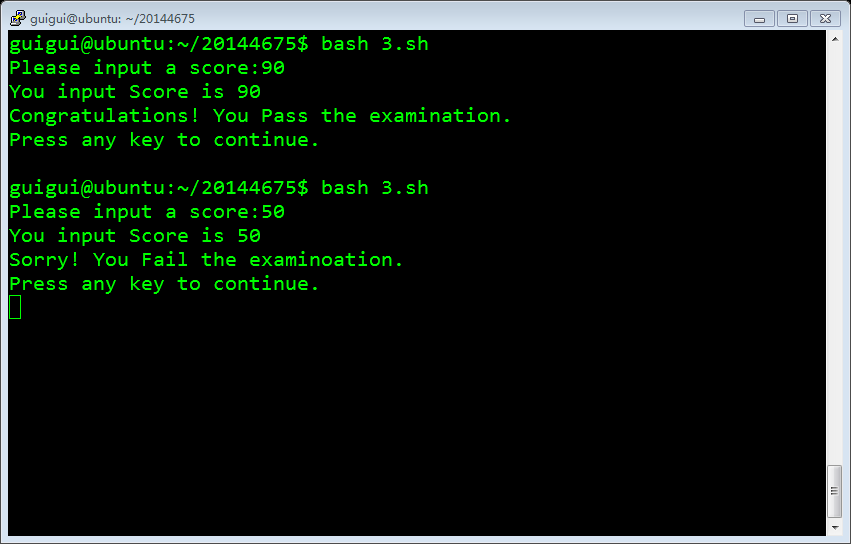 guigui@ubuntu: ~/20144675
guigui@ubuntu:~/20144675$ bash 3.sh
Please input a score:90
You input Score is 90
Congratulations! You Pass the examination.
Press any key to continue.
guigui@ubuntu:~/20144675$ bash 3.sh
Please input a score:50
You input Score is 50
Sorry! You Fail the examinoation.
Press any key to continue.